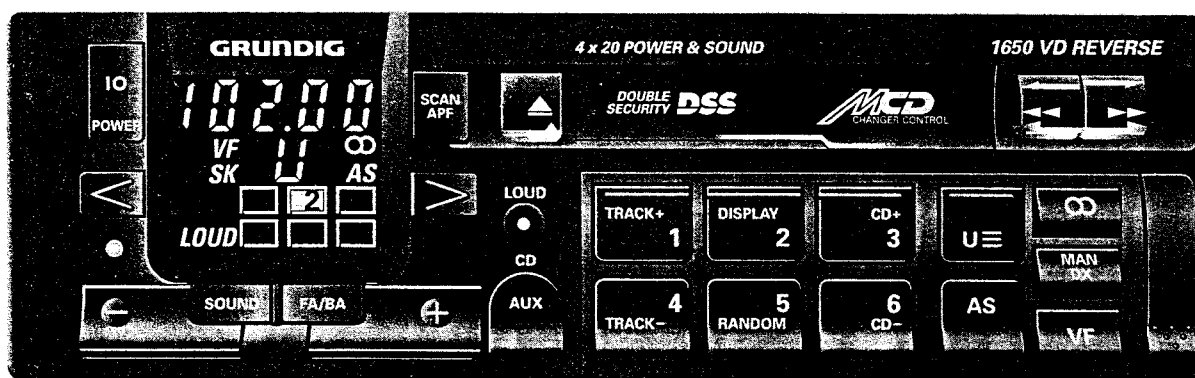 GRUNDIG
4 x 20 POWER & SOUND
1650 VD REVERSE
IO
POWER
102.00
VF ꝏ
SK U AS
2
LOUD
SCAN
APF
DOUBLE
SECURITY DSS
MCD
CHANGER CONTROL
◄◄ ►►
< >
LOUD
CD
AUX
TRACK+
1
DISPLAY
2
CD+
3
U≡
ꝏ
MAN
DX
4
TRACK–
5
RANDOM
6
CD–
AS
VF
– SOUND FA/BA +